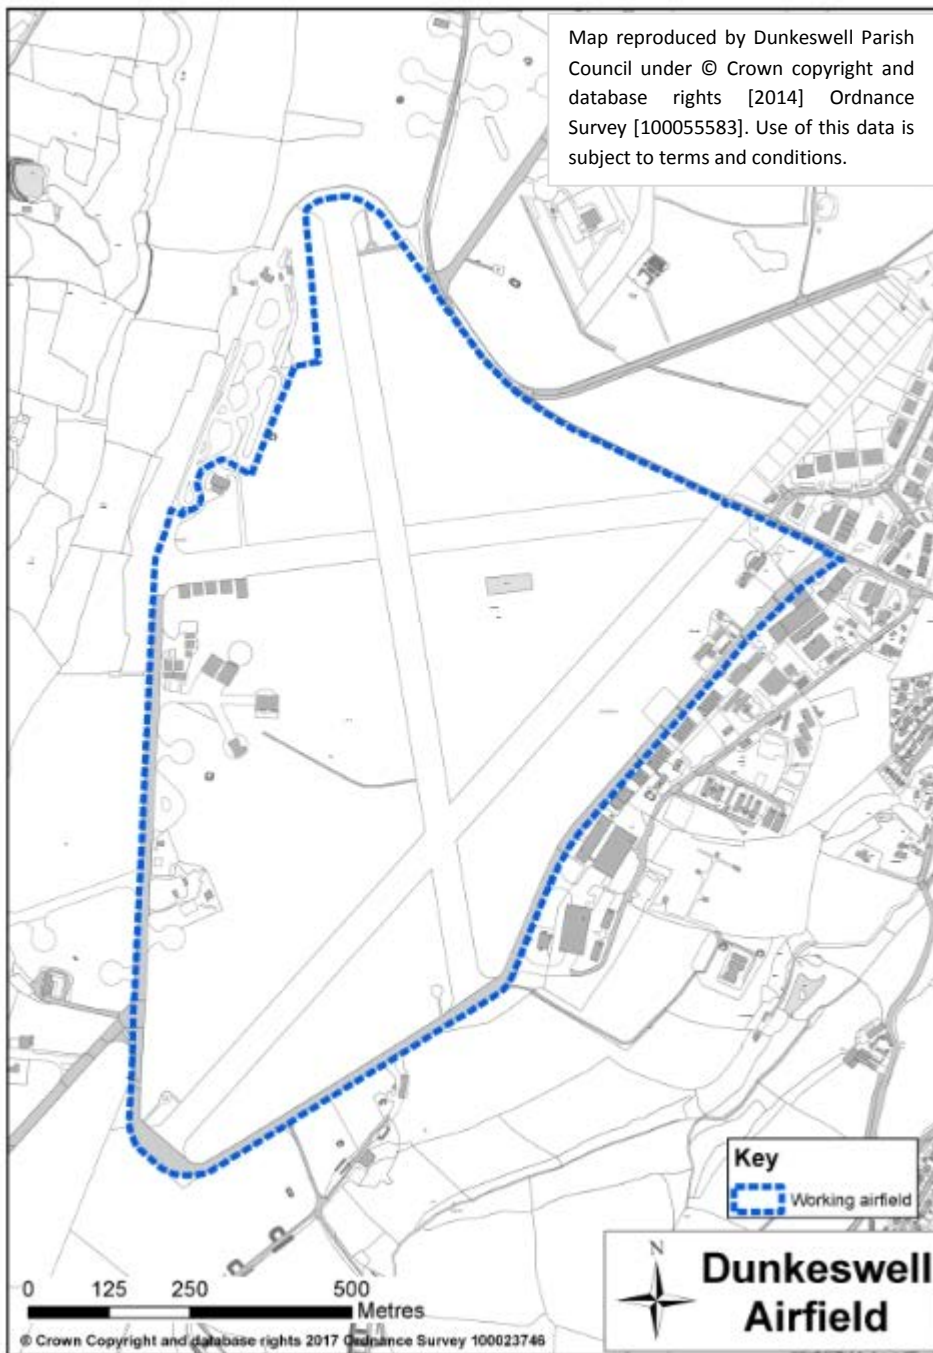 Map reproduced by Dunkeswell Parish
Council under © Crown copyright and
database rights [2014] Ordnance
Survey [100055583]. Use of this data is
subject to terms and conditions.
Key
Working airfield
N
Dunkeswell
Airfield
0 125 250 500
Metres
© Crown Copyright and database rights 2017 Ordnance Survey 100023746